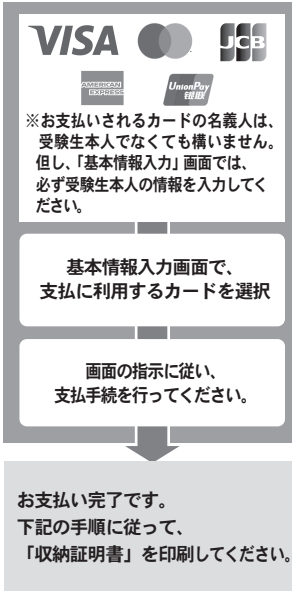 VISA
JCB
AMERICAN
EXPRESS
UnionPay
银联
※お支払いされるカードの名義人は、
受験生本人でなくても構いません。
但し、「基本情報入力」画面では、
必ず受験生本人の情報を入力してく
ださい。
基本情報入力画面で、
支払に利用するカードを選択
画面の指示に従い、
支払手続を行ってください。
お支払い完了です。
下記の手順に従って、
「収納証明書」を印刷してください。